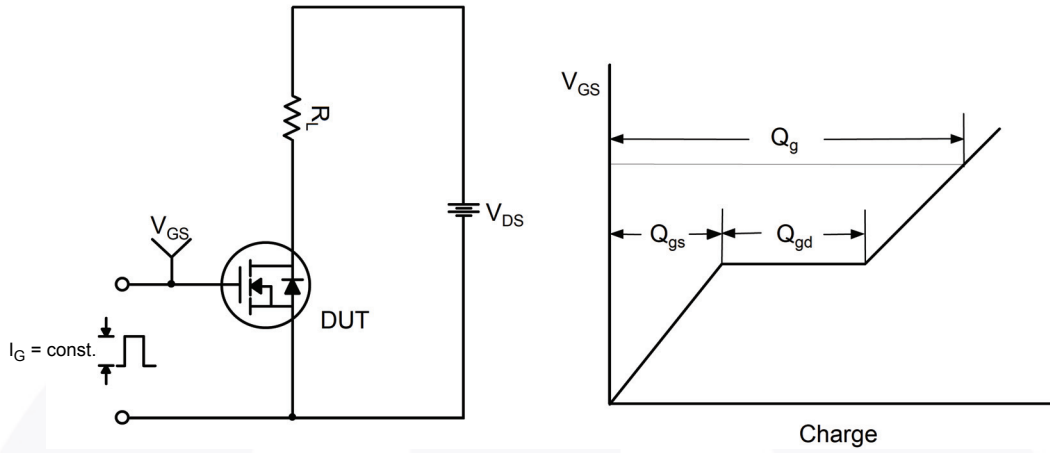 R_L
V_GS
V_DS
DUT
I_G = const.
V_GS
Q_g
Q_gs
Q_gd
Charge